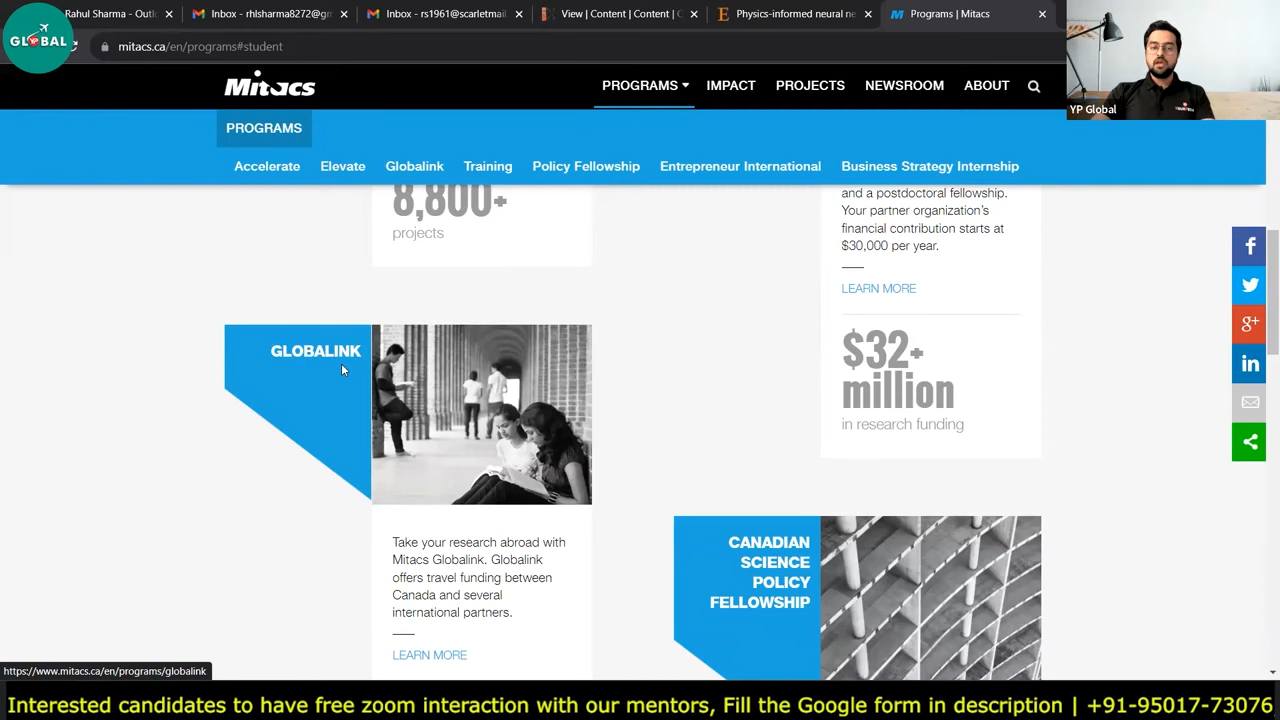 Rahul Sharma - Outl
Inbox - rhlsharma8272@gm
Inbox - rs1961@scarletmail
View | Content | Content | C
Physics-informed neural ne
Programs | Mitacs
YP
GLOBAL
mitacs.ca/en/programs#student
YP Global
Mitacs
PROGRAMS
IMPACT
PROJECTS
NEWSROOM
ABOUT
PROGRAMS
Accelerate
Elevate
Globalink
Training
Policy Fellowship
Entrepreneur International
Business Strategy Internship
8,800+
projects
and a postdoctoral fellowship.
Your partner organization's
financial contribution starts at
$30,000 per year.
LEARN MORE
$32+
million
in research funding
GLOBALINK
Take your research abroad with
Mitacs Globalink. Globalink
offers travel funding between
Canada and several
international partners.
LEARN MORE
CANADIAN
SCIENCE
POLICY
FELLOWSHIP
https://www.mitacs.ca/en/programs/globalink
Interested candidates to have free zoom interaction with our mentors, Fill the Google form in description | +91-95017-73076